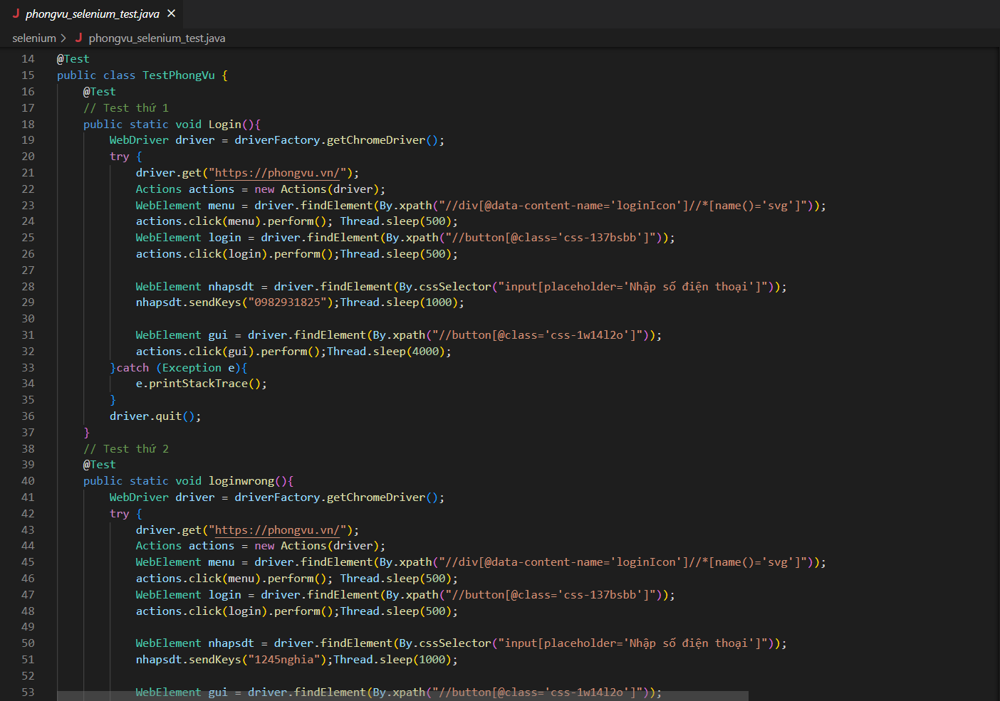 phongvu_selenium_test.java
selenium > phongvu_selenium_test.java
14 @Test
15 public class TestPhongVu {
16 @Test
17 // Test thứ 1
18 public static void Login(){
19 WebDriver driver = driverFactory.getChromeDriver();
20 try {
21 driver.get("https://phongvu.vn/");
22 Actions actions = new Actions(driver);
23 WebElement menu = driver.findElement(By.xpath("//div[@data-content-name='loginIcon']//*[name()='svg']"));
24 actions.click(menu).perform(); Thread.sleep(500);
25 WebElement login = driver.findElement(By.xpath("//button[@class='css-137bsbb']"));
26 actions.click(login).perform();Thread.sleep(500);
27
28 WebElement nhapsdt = driver.findElement(By.cssSelector("input[placeholder='Nhập số điện thoại']"));
29 nhapsdt.sendKeys("0982931825");Thread.sleep(1000);
30
31 WebElement gui = driver.findElement(By.xpath("//button[@class='css-1w14l2o']"));
32 actions.click(gui).perform();Thread.sleep(4000);
33 }catch (Exception e){
34 e.printStackTrace();
35 }
36 driver.quit();
37 }
38 // Test thứ 2
39 @Test
40 public static void loginwrong(){
41 WebDriver driver = driverFactory.getChromeDriver();
42 try {
43 driver.get("https://phongvu.vn/");
44 Actions actions = new Actions(driver);
45 WebElement menu = driver.findElement(By.xpath("//div[@data-content-name='loginIcon']//*[name()='svg']"));
46 actions.click(menu).perform(); Thread.sleep(500);
47 WebElement login = driver.findElement(By.xpath("//button[@class='css-137bsbb']"));
48 actions.click(login).perform();Thread.sleep(500);
49
50 WebElement nhapsdt = driver.findElement(By.cssSelector("input[placeholder='Nhập số điện thoại']"));
51 nhapsdt.sendKeys("1245nghia");Thread.sleep(1000);
52
53 WebElement gui = driver.findElement(By.xpath("//button[@class='css-1w14l2o']"));